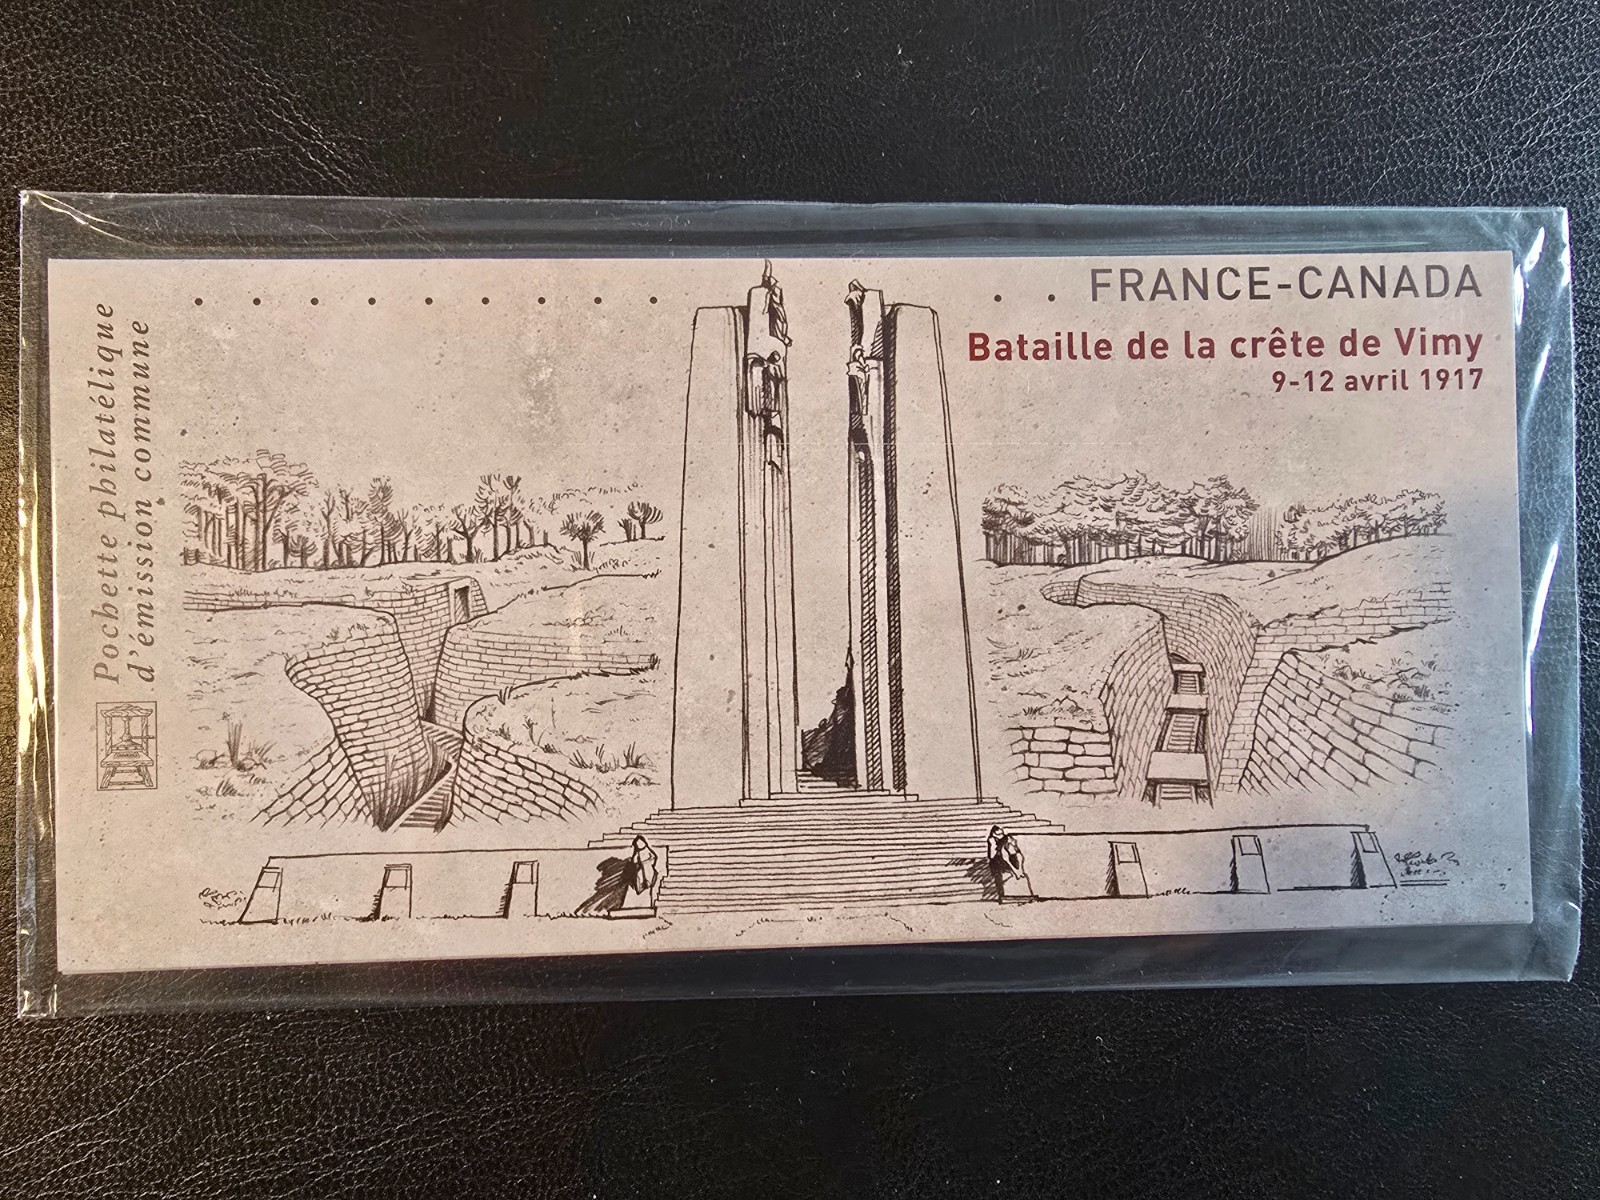 FRANCE-CANADA
Bataille de la crête de Vimy
9-12 avril 1917
Pochette philatélique
d'émission commune